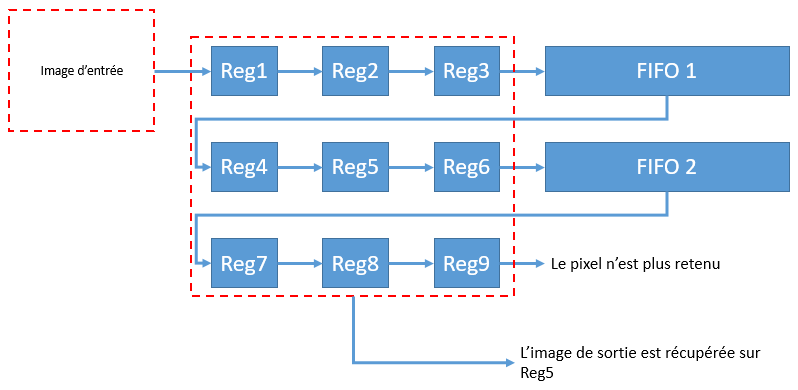 Image d'entrée
Reg1
Reg2
Reg3
FIFO 1
Reg4
Reg5
Reg6
FIFO 2
Reg7
Reg8
Reg9
Le pixel n'est plus retenu
L'image de sortie est récupérée sur
Reg5